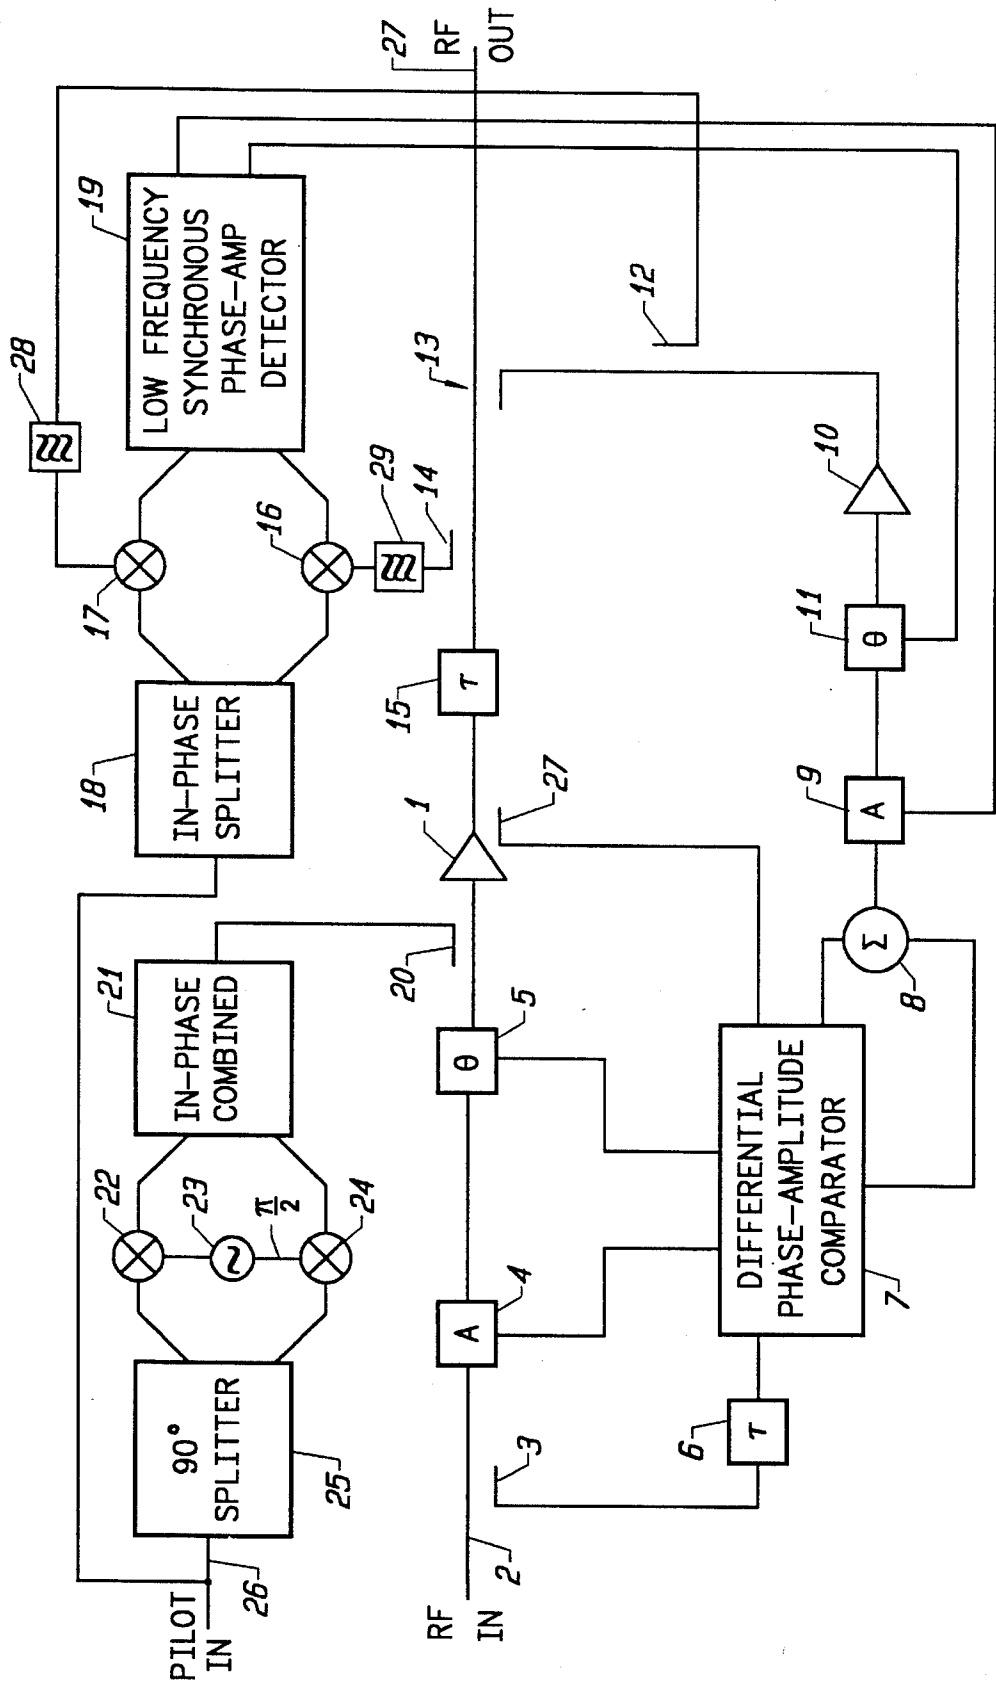 PILOT
IN
26
90°
SPLITTER
25
22
23
π/2
24
IN-PHASE
COMBINED
21
20
IN-PHASE
SPLITTER
18
17
16
28
29
14
LOW FREQUENCY
SYNCHRONOUS
PHASE-AMP
DETECTOR
19
RF
IN
2
3
A
4
θ
5
1
27
τ
15
13
12
27
RF
OUT
τ
6
DIFFERENTIAL
PHASE-AMPLITUDE
COMPARATOR
7
Σ
8
A
9
θ
11
10